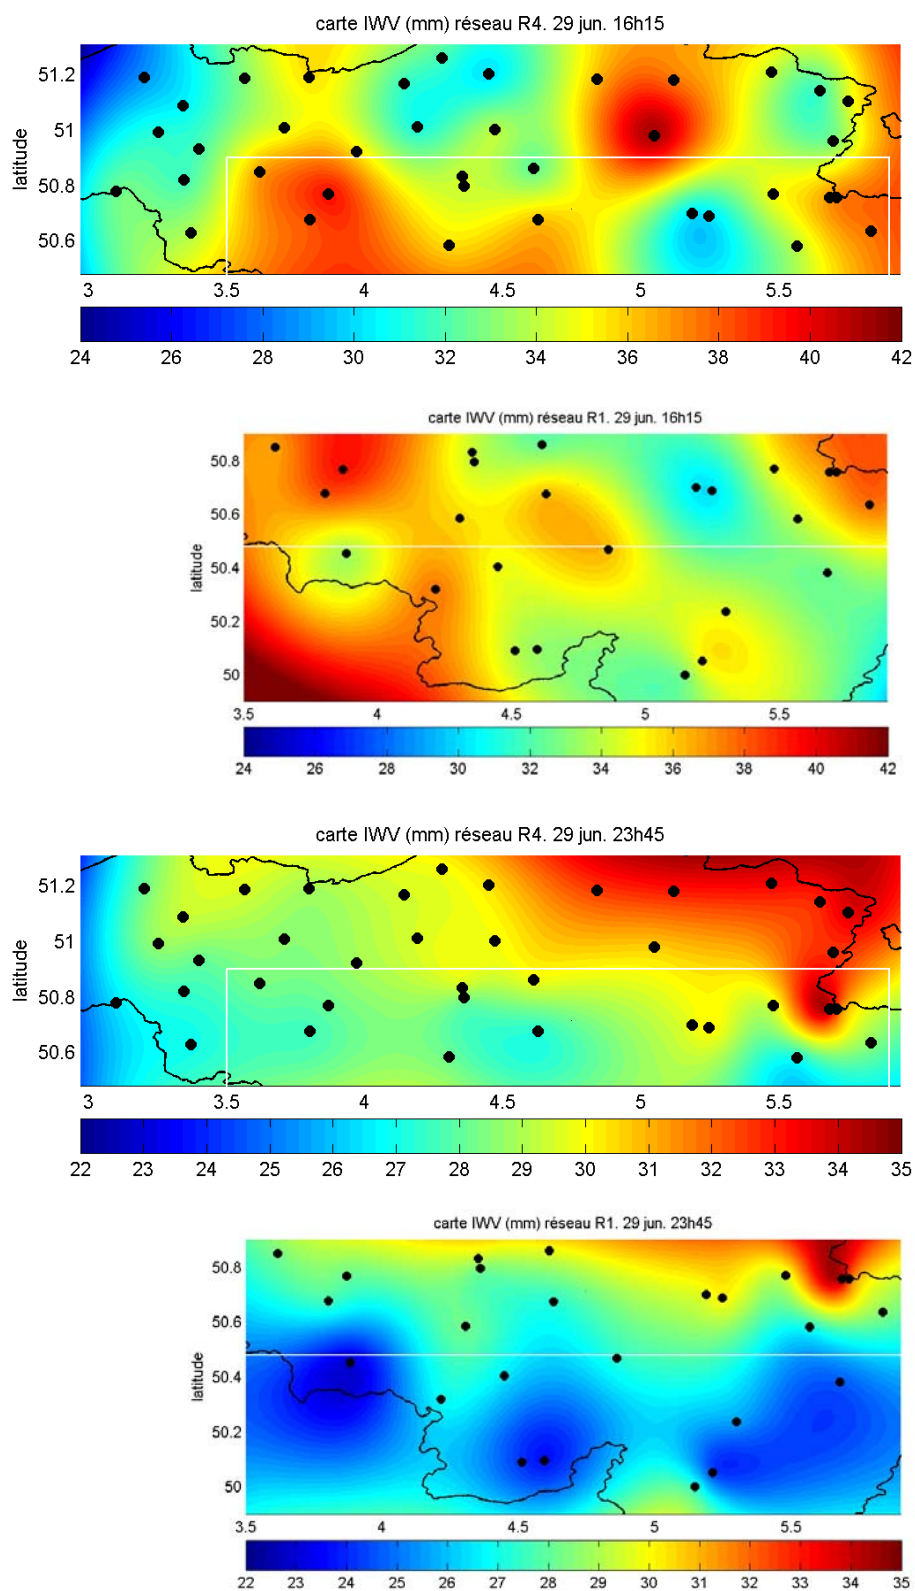 carte IWV (mm) réseau R4. 29 jun. 16h15
51.2
51
50.8
50.6
latitude
3 3.5 4 4.5 5 5.5
24 26 28 30 32 34 36 38 40 42
carte IWV (mm) réseau R1. 29 jun. 16h15
50.8
50.6
50.4
50.2
50
latitude
3.5 4 4.5 5 5.5
24 26 28 30 32 34 36 38 40 42
carte IWV (mm) réseau R4. 29 jun. 23h45
51.2
51
50.8
50.6
latitude
3 3.5 4 4.5 5 5.5
22 23 24 25 26 27 28 29 30 31 32 33 34 35
carte IWV (mm) réseau R1. 29 jun. 23h45
50.8
50.6
50.4
50.2
50
latitude
3.5 4 4.5 5 5.5
22 23 24 25 26 27 28 29 30 31 32 33 34 35